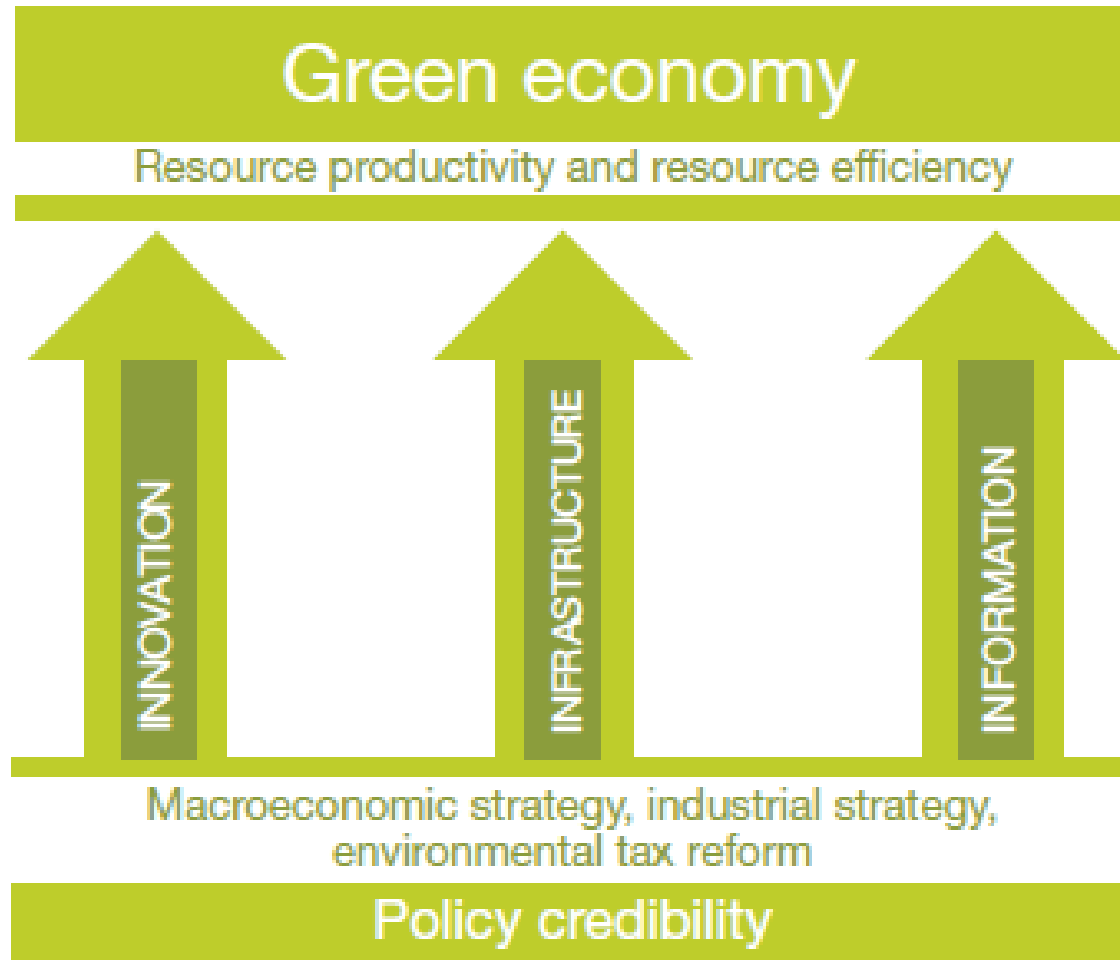 Green economy
Resource productivity and resource efficiency
INNOVATION
INFRASTRUCTURE
INFORMATION
Macroeconomic strategy, industrial strategy,
environmental tax reform
Policy credibility